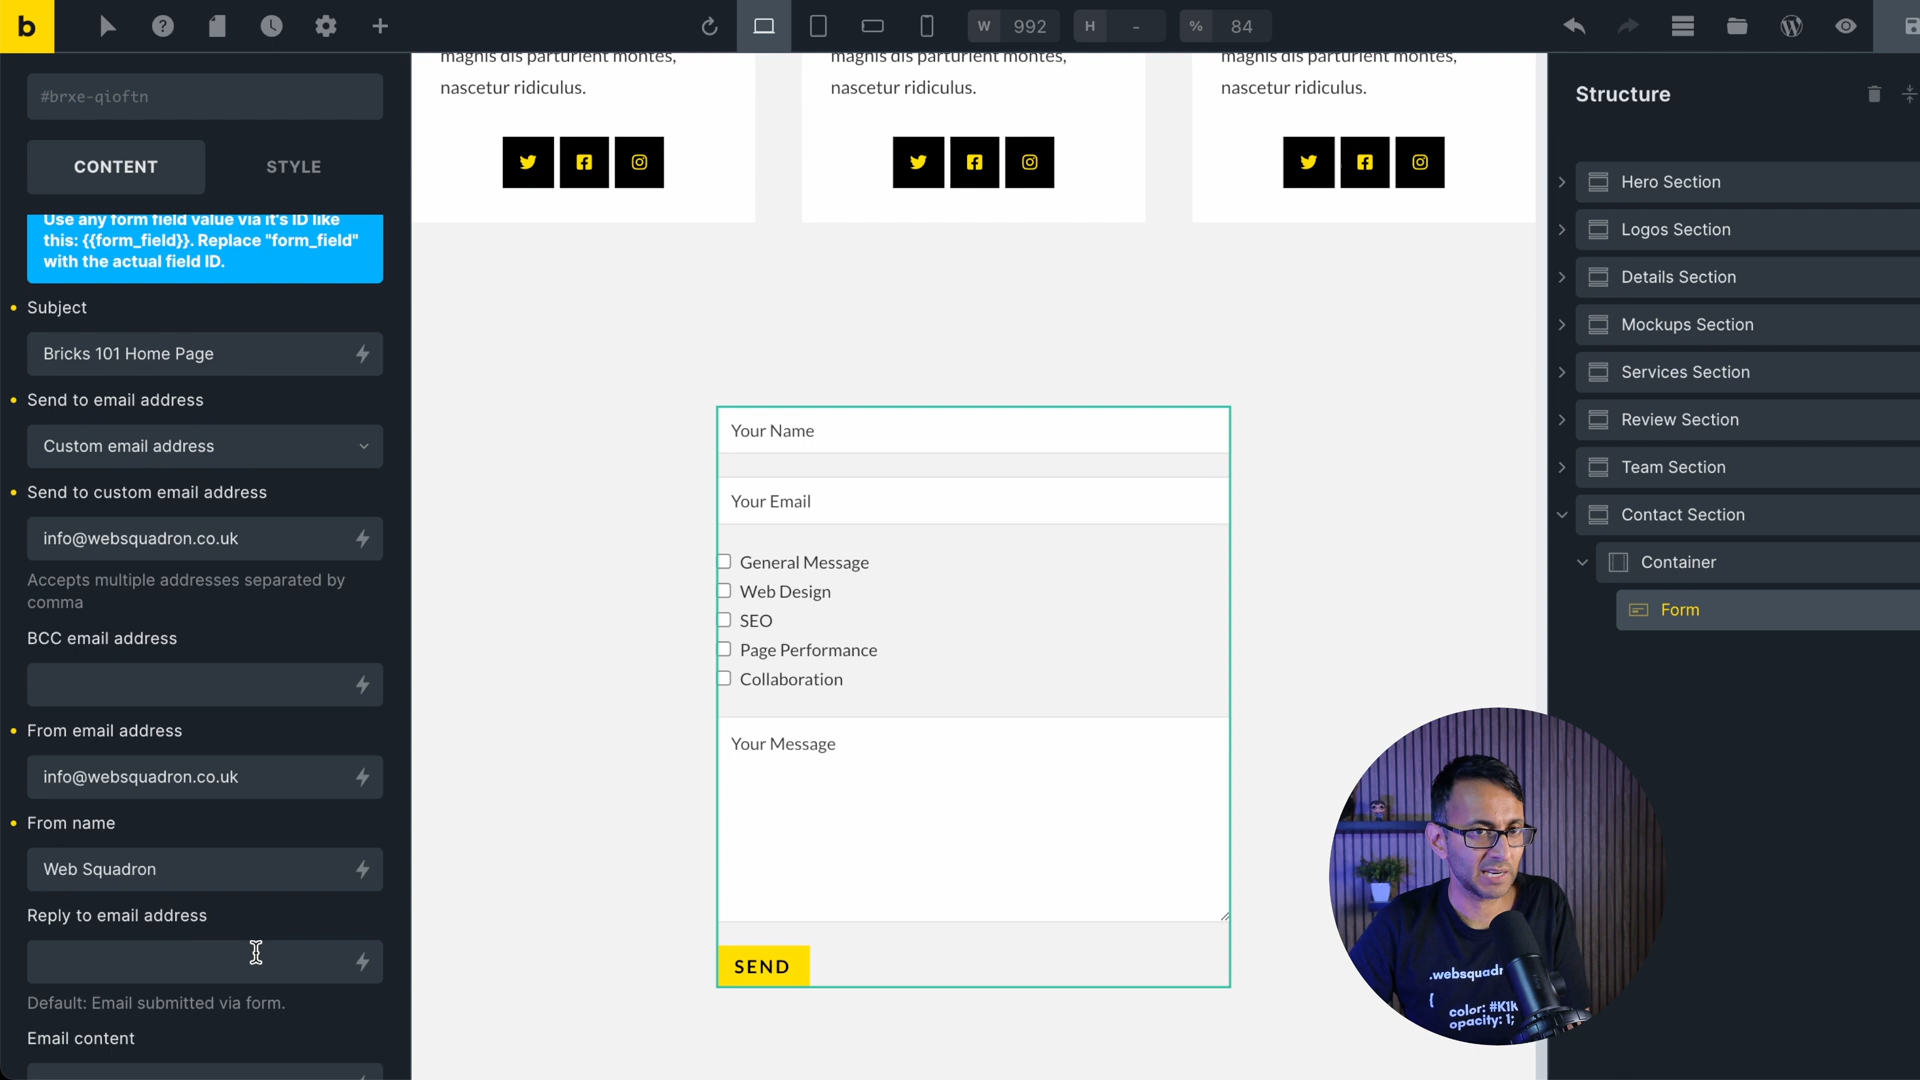 b
W 992
H -
% 84
#brxe-qioftn
CONTENT
STYLE
Use any form field value via it's ID like
this: {{form_field}}. Replace "form_field"
with the actual field ID.
Subject
Bricks 101 Home Page
Send to email address
Custom email address
Send to custom email address
info@websquadron.co.uk
Accepts multiple addresses separated by
comma
BCC email address
From email address
info@websquadron.co.uk
From name
Web Squadron
Reply to email address
Default: Email submitted via form.
Email content
magnis dis parturient montes,
nascetur ridiculus.
magnis dis parturient montes,
nascetur ridiculus.
magnis dis parturient montes,
nascetur ridiculus.
Your Name
Your Email
General Message
Web Design
SEO
Page Performance
Collaboration
Your Message
SEND
Structure
Hero Section
Logos Section
Details Section
Mockups Section
Services Section
Review Section
Team Section
Contact Section
Container
Form
.websquadr
{
color: #K1k
opacity: 1;